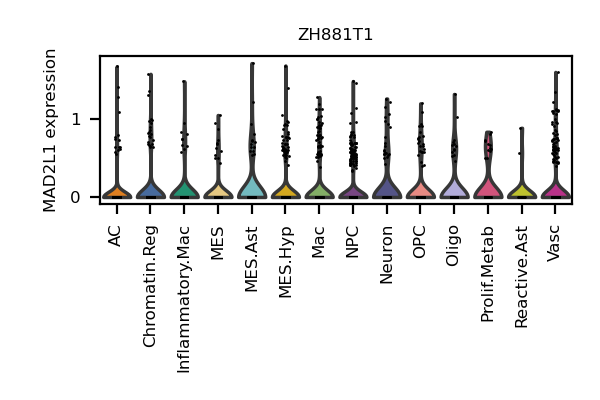 ZH881T1
MAD2L1 expression
1
0
AC
Chromatin.Reg
Inflammatory.Mac
MES
MES.Ast
MES.Hyp
Mac
NPC
Neuron
OPC
Oligo
Prolif.Metab
Reactive.Ast
Vasc